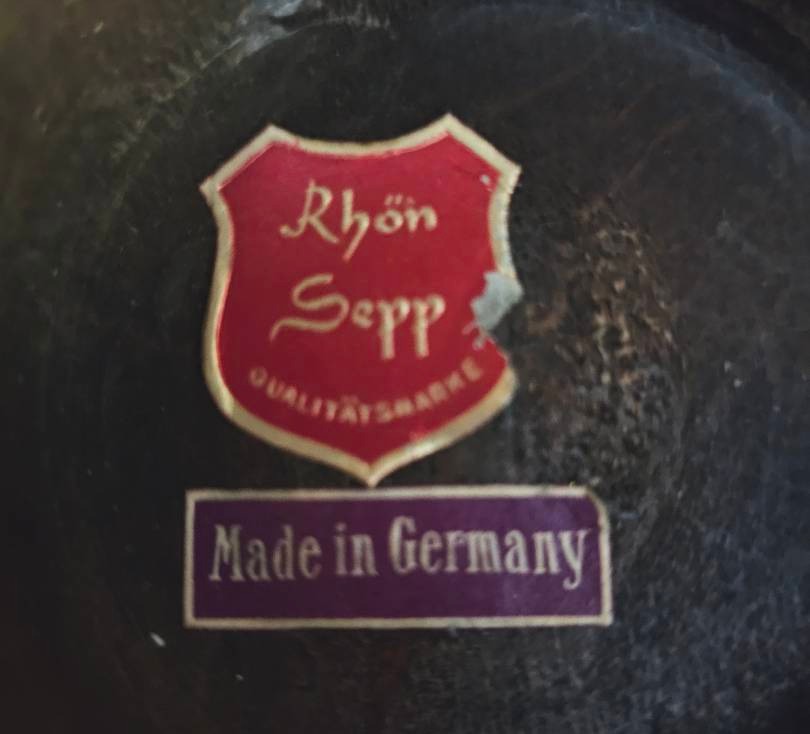 Rhön
Sepp
QUALITÄTSMARKE
Made in Germany